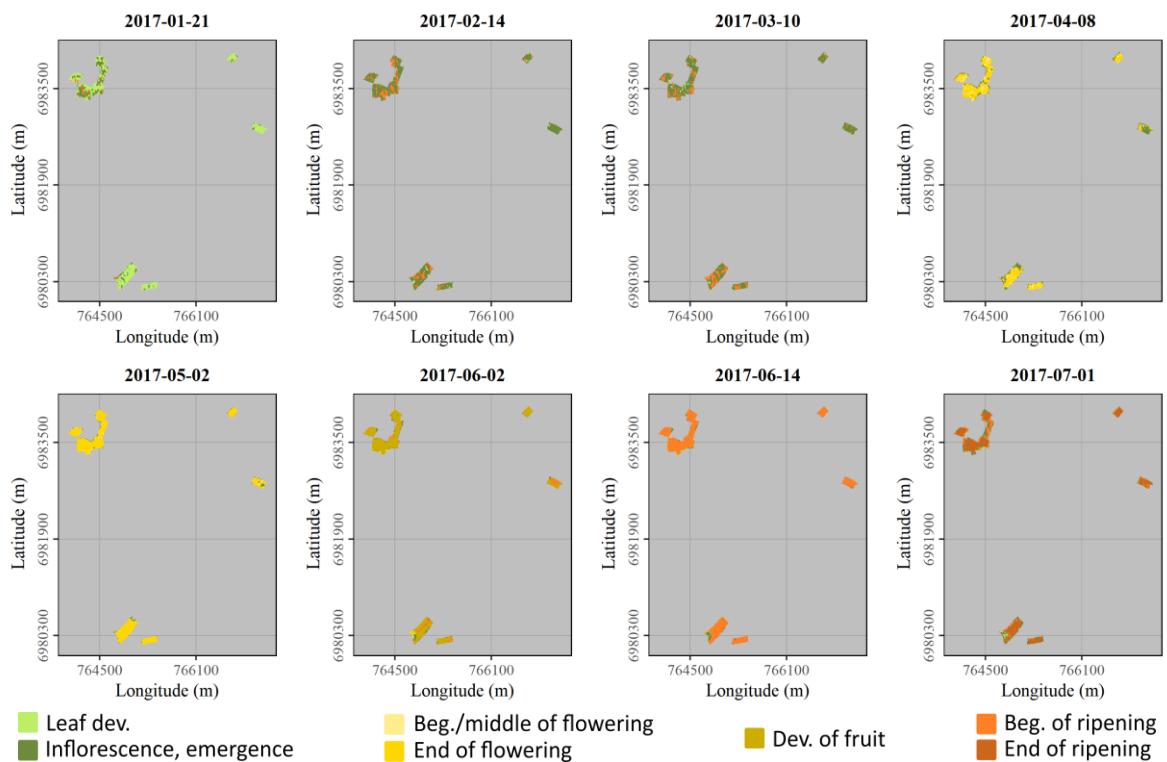 2017-01-21 2017-02-14 2017-03-10 2017-04-08
Latitude (m) Latitude (m) Latitude (m) Latitude (m)
6983500 6983500 6983500 6983500
6981900 6981900 6981900 6981900
6980300 6980300 6980300 6980300
764500 766100 764500 766100 764500 766100 764500 766100
Longitude (m) Longitude (m) Longitude (m) Longitude (m)
2017-05-02 2017-06-02 2017-06-14 2017-07-01
Latitude (m) Latitude (m) Latitude (m) Latitude (m)
6983500 6983500 6983500 6983500
6981900 6981900 6981900 6981900
6980300 6980300 6980300 6980300
764500 766100 764500 766100 764500 766100 764500 766100
Longitude (m) Longitude (m) Longitude (m) Longitude (m)
Leaf dev. Beg./middle of flowering Dev. of fruit Beg. of ripening
Inflorescence, emergence End of flowering End of ripening